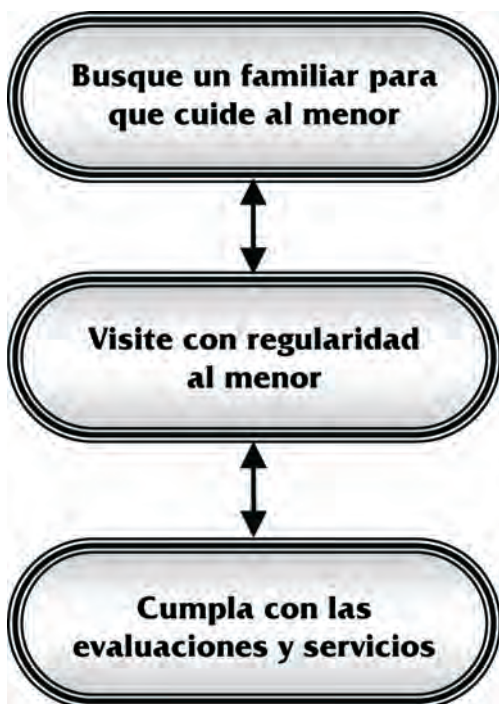 Busque un familiar para
que cuide al menor
Visite con regularidad
al menor
Cumpla con las
evaluaciones y servicios